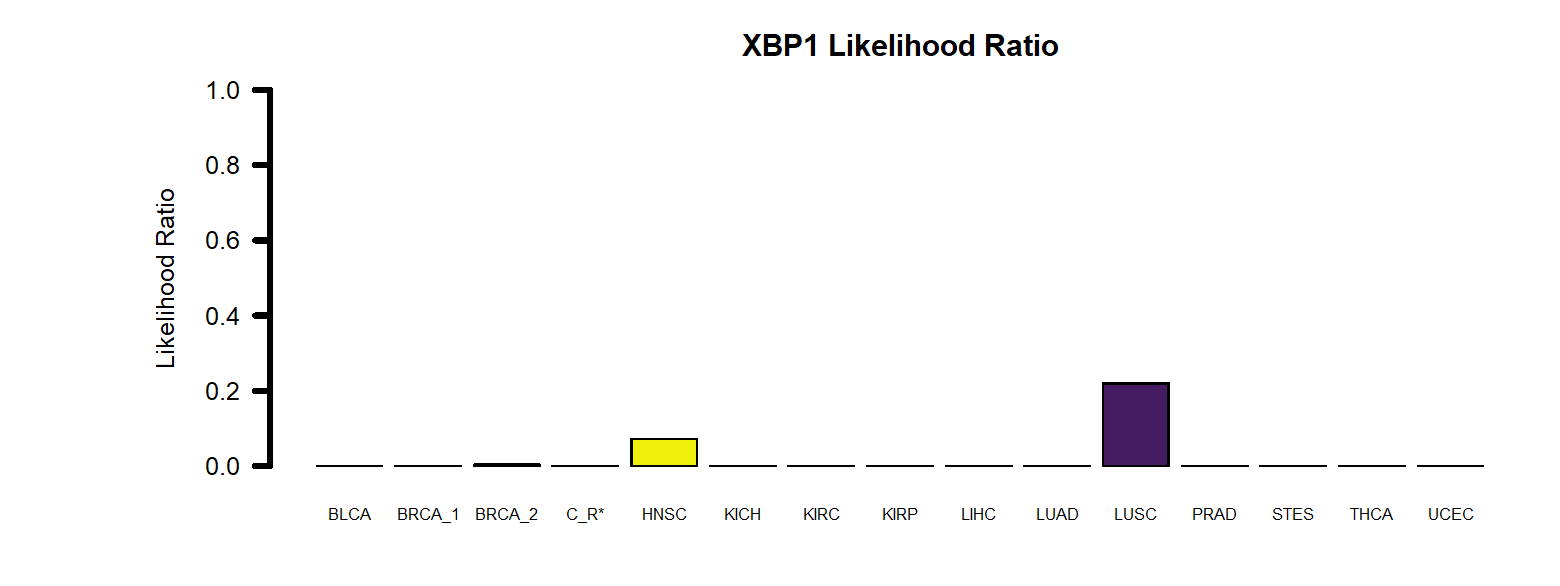 XBP1 Likelihood Ratio
Likelihood Ratio
1.0
0.8
0.6
0.4
0.2
0.0
BLCA BRCA_1 BRCA_2 C_R* HNSC KICH KIRC KIRP LIHC LUAD LUSC PRAD STES THCA UCEC